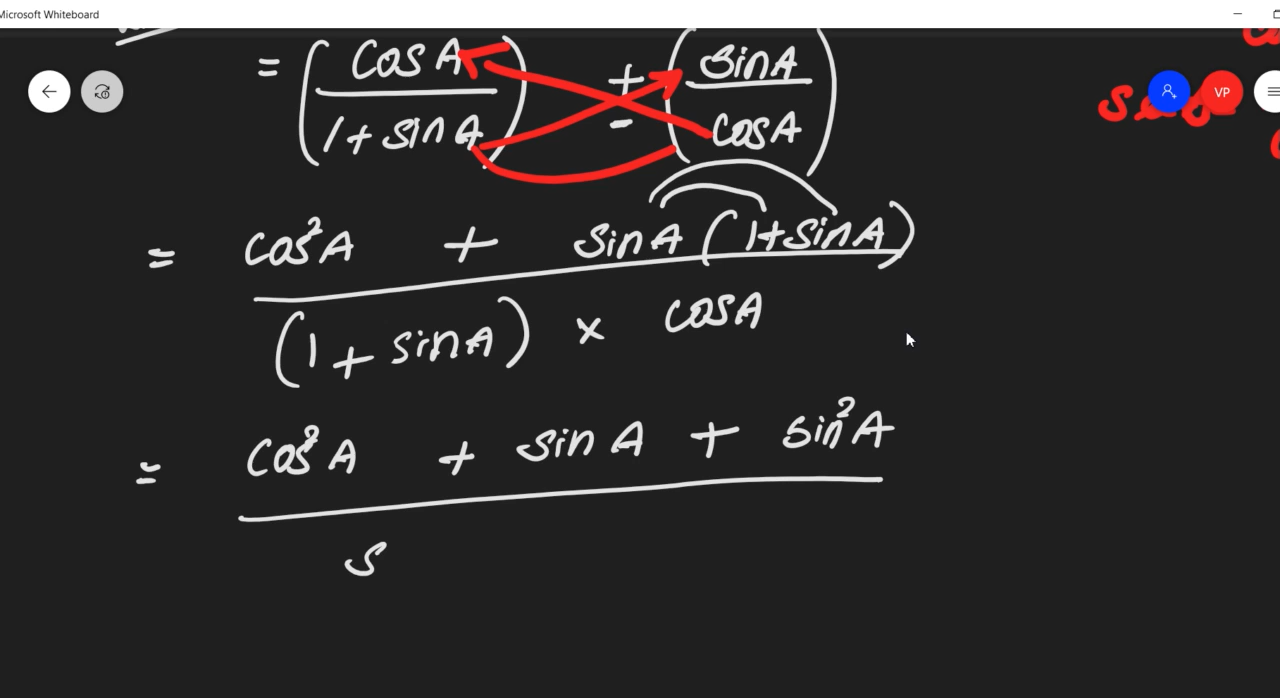 Microsoft Whiteboard
= (cos A / 1 + sin A) + (sin A / cos A)
VP
= cos²A + sin A (1 + sin A)
(1 + sin A) × cos A
= cos²A + sin A + sin²A
s